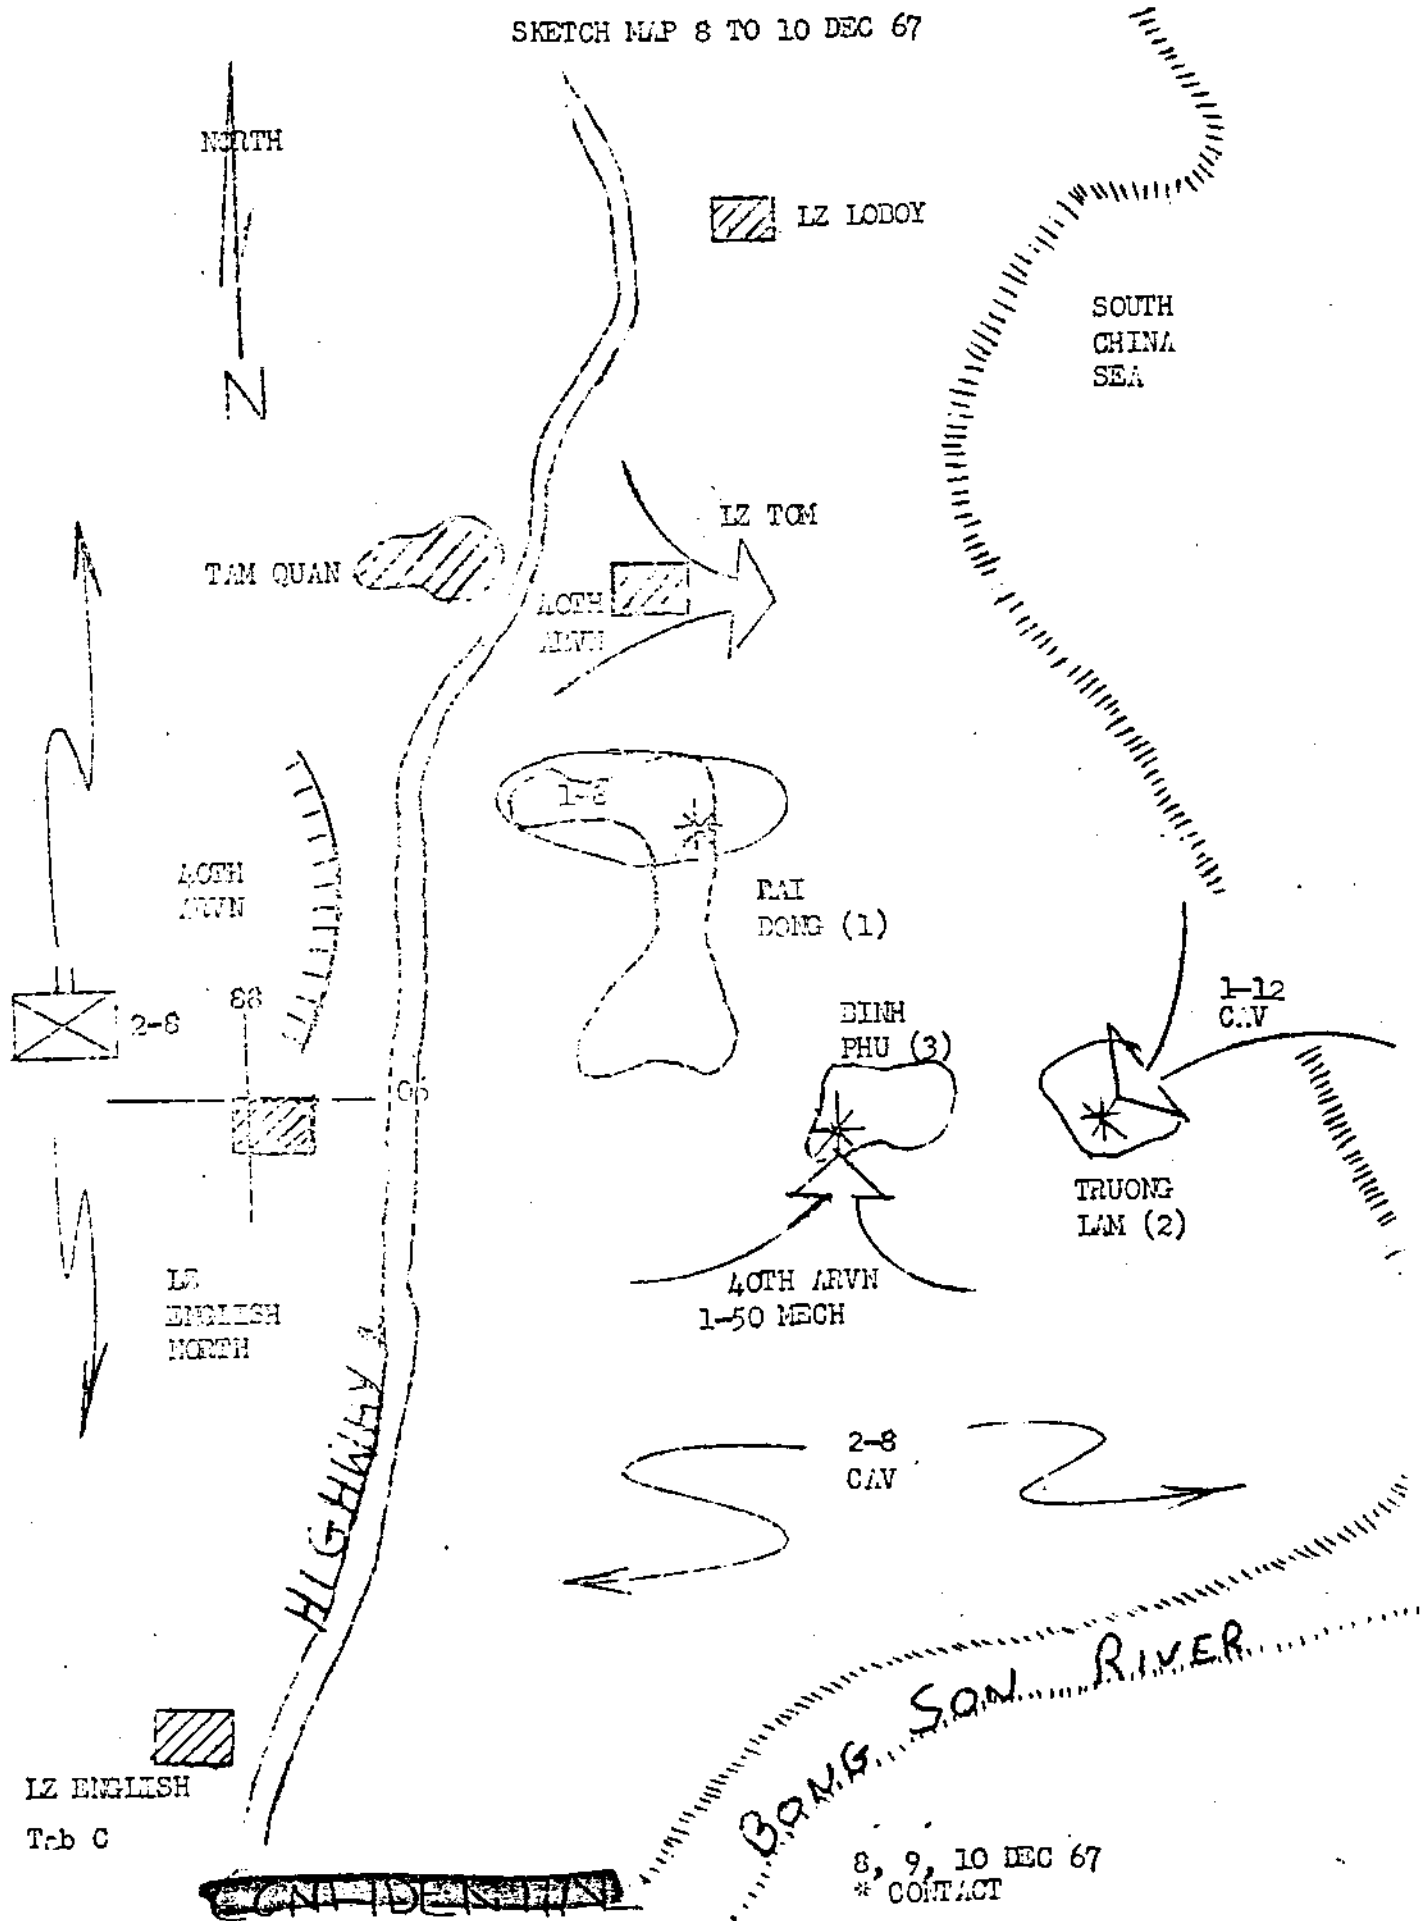 SKETCH MAP 8 TO 10 DEC 67
NORTH
N
LZ LOBOY
SOUTH
CHINA
SEA
LZ TOM
TAM QUAN
40TH
ARVN
1-8
40TH
ARVN
DAI
DONG (1)
88
2-8
06
BINH
PHU (3)
1-12
CAV
TRUONG
LAM (2)
LZ
ENGLISH
NORTH
40TH ARVN
1-50 MECH
HIGHWAY
2-8
CAV
BONG SON RIVER
LZ ENGLISH
Tab C
8, 9, 10 DEC 67
* CONTACT
CONFIDENTIAL